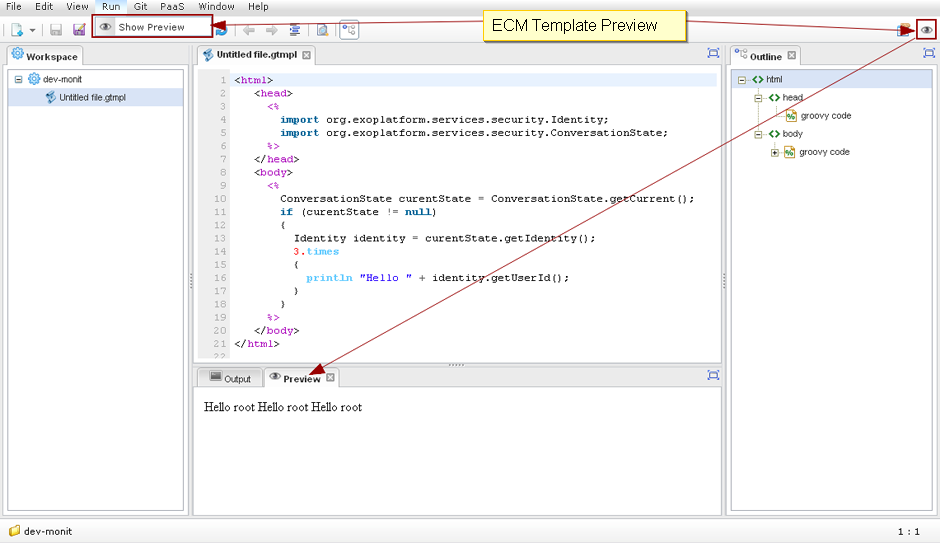 File Edit View Run Git PaaS Window Help
Show Preview
ECM Template Preview
Workspace
dev-monit
Untitled file.gtmpl
Untitled file.gtmpl
1 <html>
2 <head>
3 <%
4 import org.exoplatform.services.security.Identity;
5 import org.exoplatform.services.security.ConversationState;
6 %>
7 </head>
8 <body>
9 <%
10 ConversationState curentState = ConversationState.getCurrent();
11 if (curentState != null)
12 {
13 Identity identity = curentState.getIdentity();
14 3.times
15 {
16 println "Hello " + identity.getUserId();
17 }
18 }
19 %>
20 </body>
21 </html>
22
Outline
html
head
groovy code
body
groovy code
Output Preview
Hello root Hello root Hello root
dev-monit 1 : 1